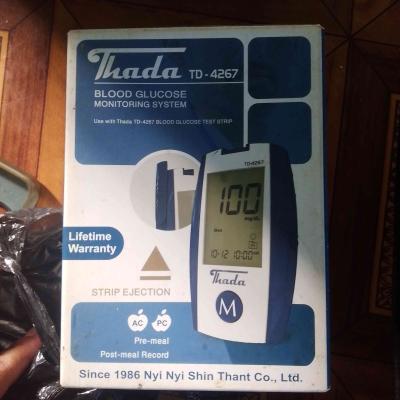 Thada TD-4267
BLOOD GLUCOSE
MONITORING SYSTEM
Use with Thada TD-4267 BLOOD GLUCOSE TEST STRIP
TD-4267
100
mg/dL
10-12 10:00
Thada
M
Lifetime
Warranty
STRIP EJECTION
AC PC
Pre-meal
Post-meal Record
Since 1986 Nyi Nyi Shin Thant Co., Ltd.